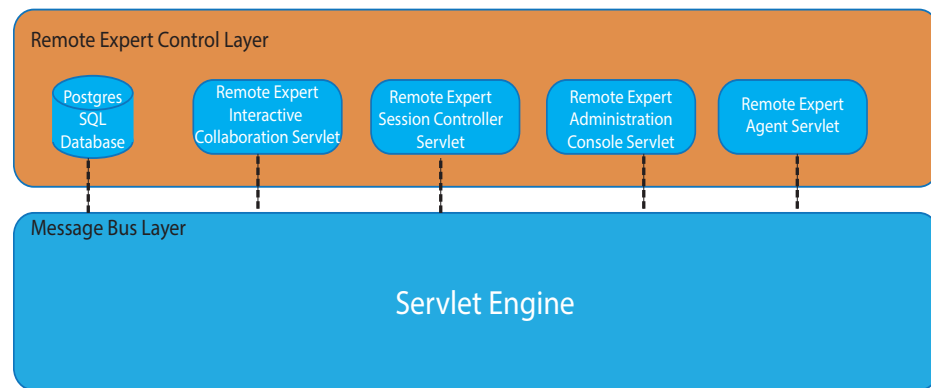 Remote Expert Control Layer
Postgres
SQL
Database
Remote Expert
Interactive
Collaboration Servlet
Remote Expert
Session Controller
Servlet
Remote Expert
Administration
Console Servlet
Remote Expert
Agent Servlet
Message Bus Layer
Servlet Engine